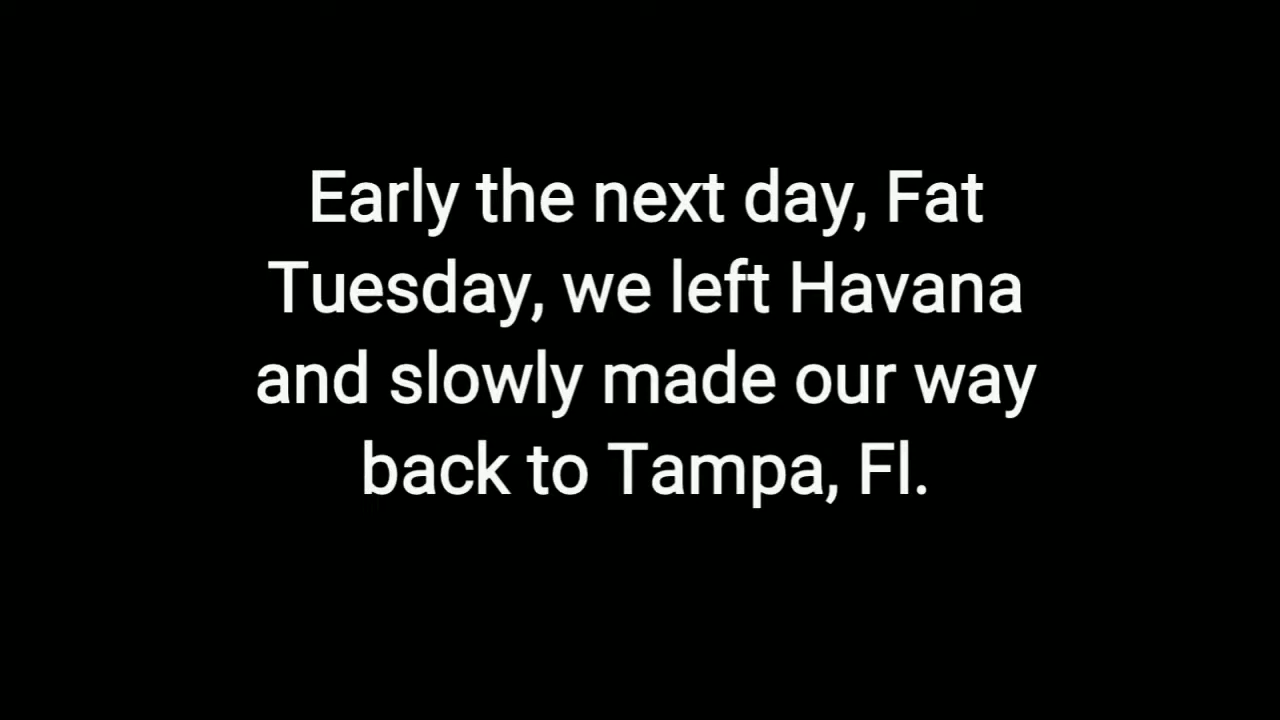 Early the next day, Fat
Tuesday, we left Havana
and slowly made our way
back to Tampa, Fl.